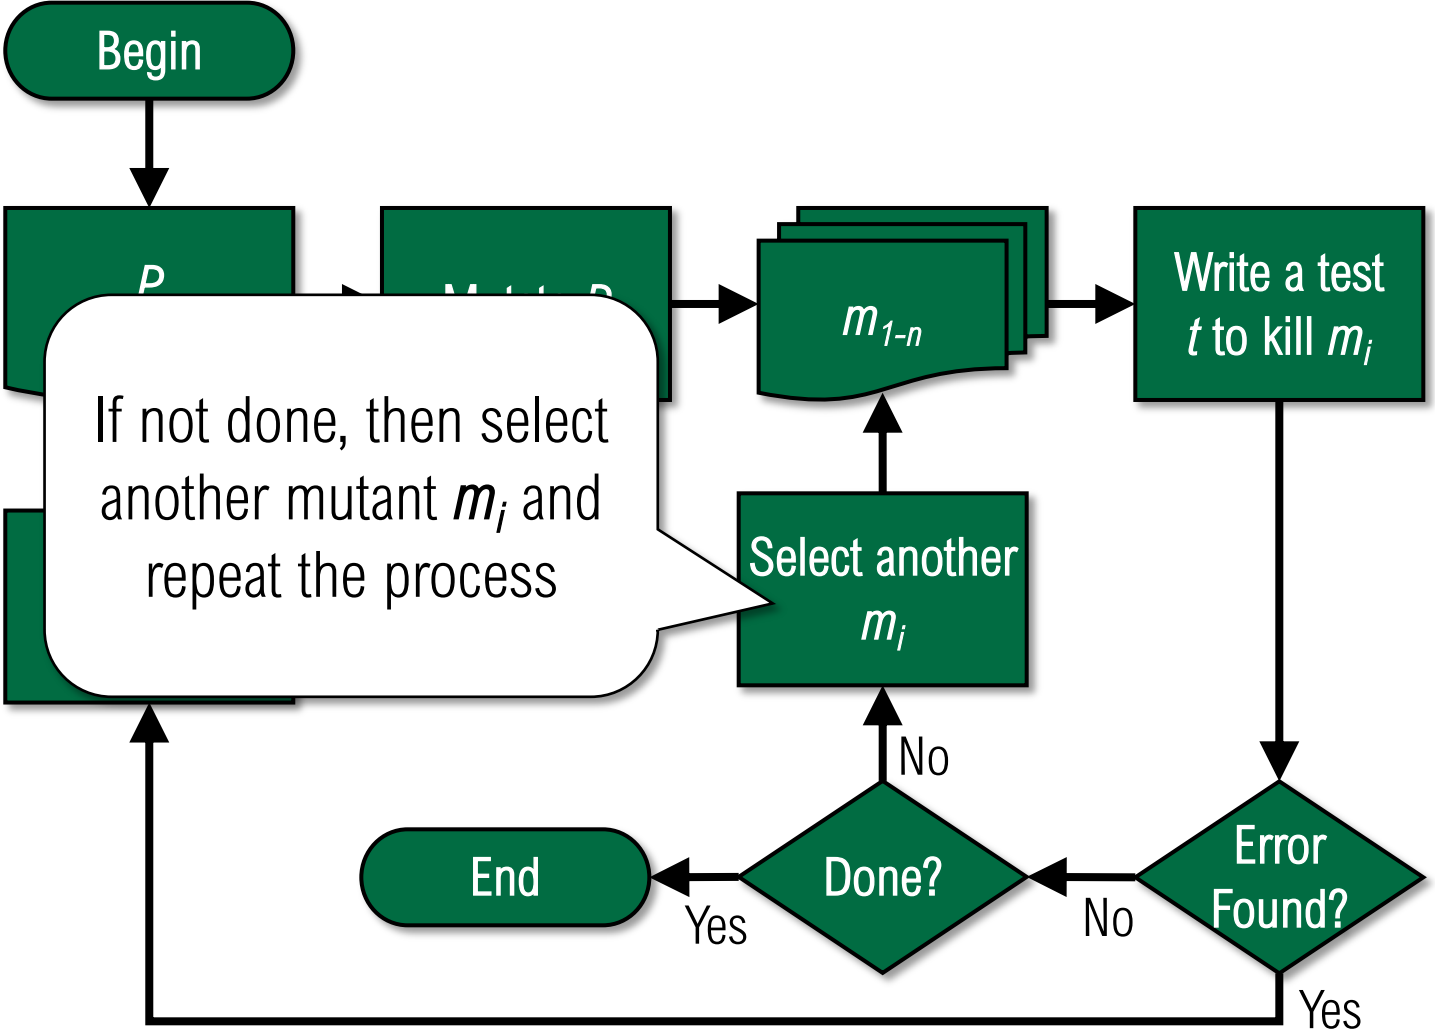 Begin
P
Mutate P
m1-n
Write a test
t to kill mi
If not done, then select
another mutant mi and
repeat the process
Select another
mi
No
End
Yes
Done?
No
Error
Found?
Yes